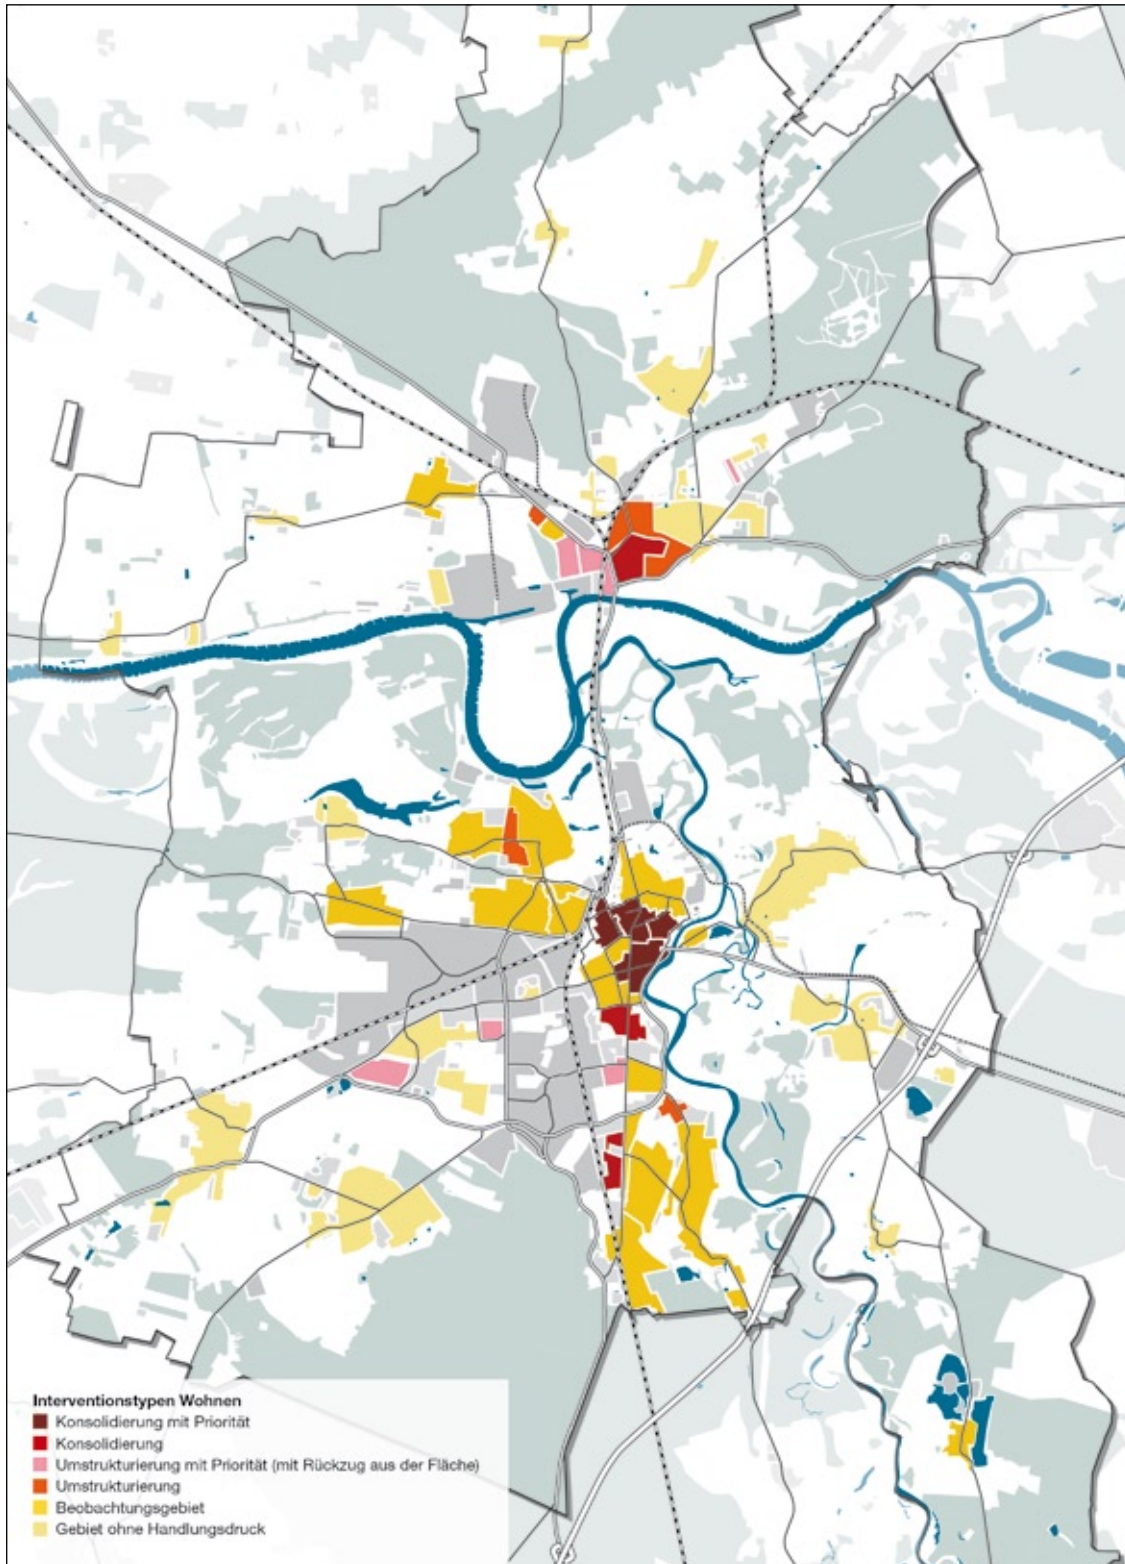 Interventionstypen Wohnen
Konsolidierung mit Priorität
Konsolidierung
Umstrukturierung mit Priorität (mit Rückzug aus der Fläche)
Umstrukturierung
Beobachtungsgebiet
Gebiet ohne Handlungsdruck